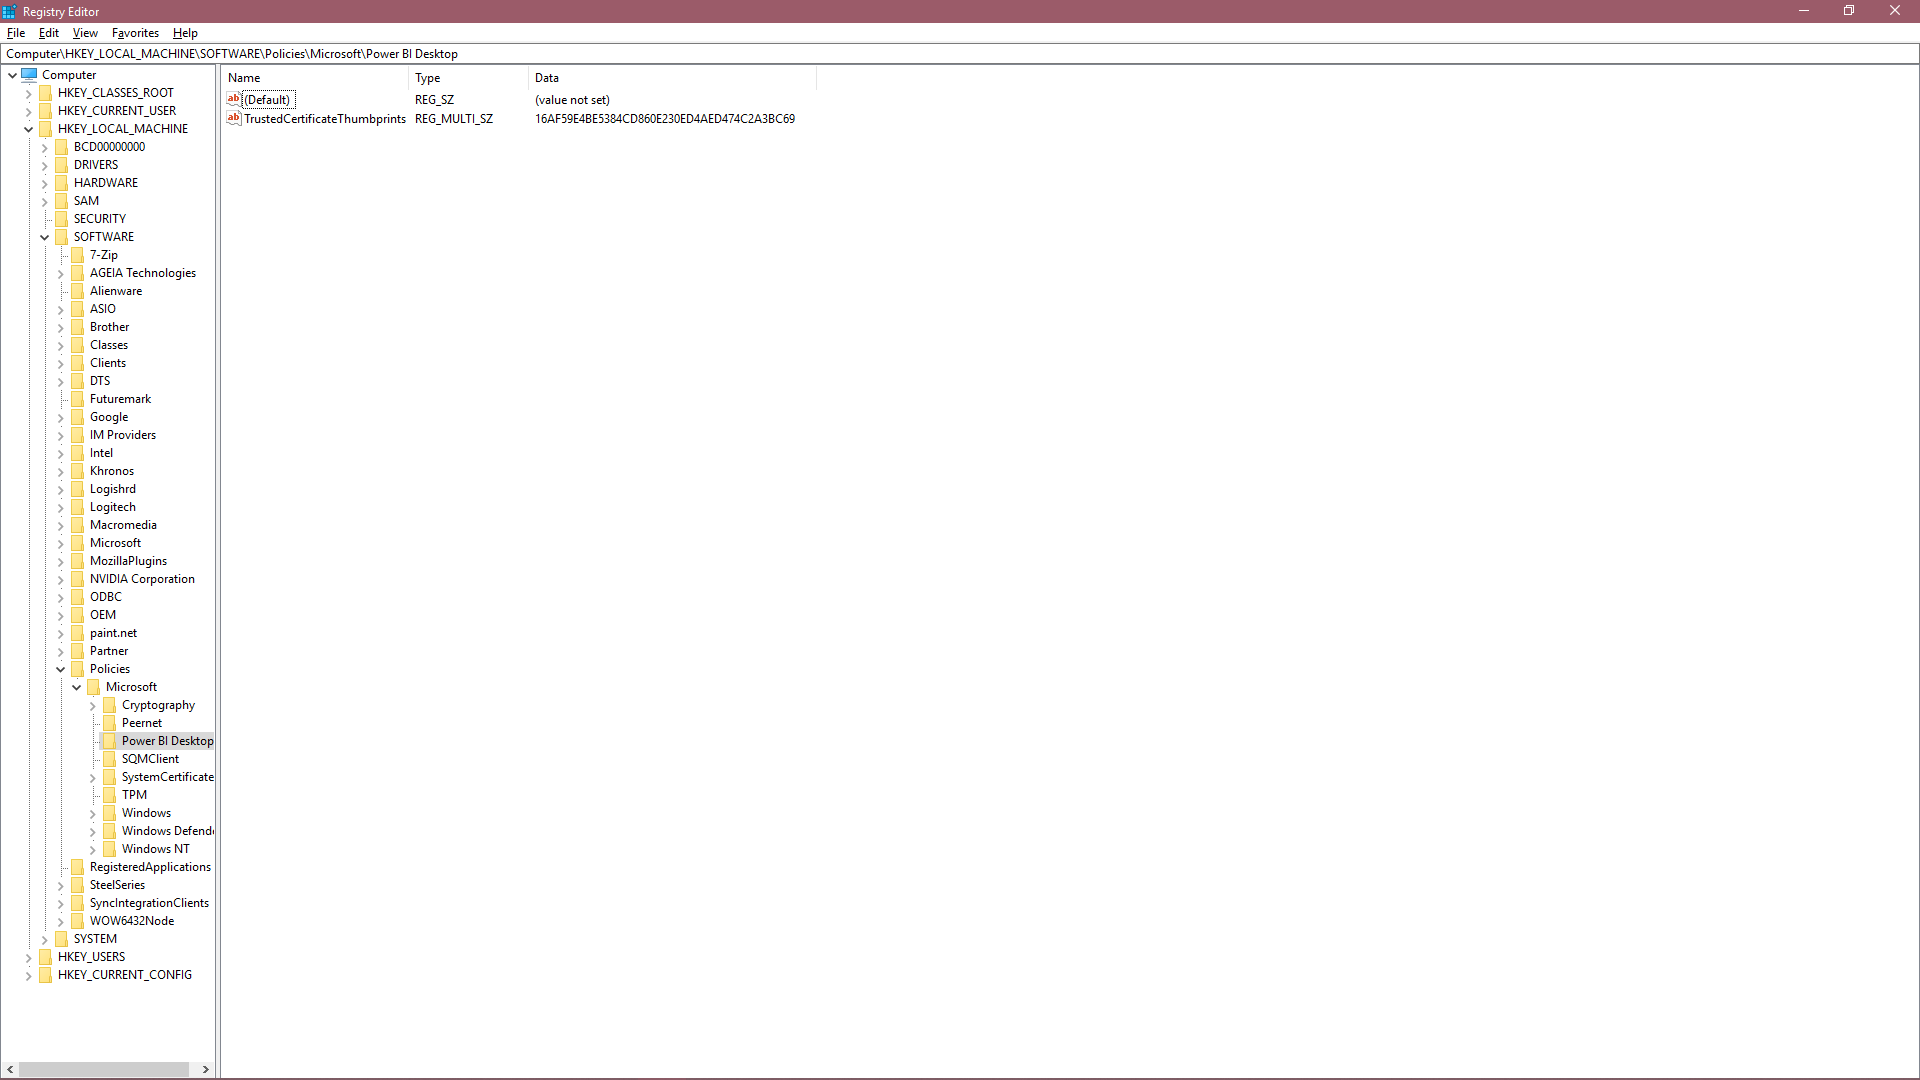 Registry Editor
File Edit View Favorites Help
Computer\HKEY_LOCAL_MACHINE\SOFTWARE\Policies\Microsoft\Power BI Desktop
Computer
HKEY_CLASSES_ROOT
HKEY_CURRENT_USER
HKEY_LOCAL_MACHINE
BCD00000000
DRIVERS
HARDWARE
SAM
SECURITY
SOFTWARE
7-Zip
AGEIA Technologies
Alienware
ASIO
Brother
Classes
Clients
DTS
Futuremark
Google
IM Providers
Intel
Khronos
Logishrd
Logitech
Macromedia
Microsoft
MozillaPlugins
NVIDIA Corporation
ODBC
OEM
paint.net
Partner
Policies
Microsoft
Cryptography
Peernet
Power BI Desktop
SQMClient
SystemCertificate
TPM
Windows
Windows Defende
Windows NT
RegisteredApplications
SteelSeries
SyncIntegrationClients
WOW6432Node
SYSTEM
HKEY_USERS
HKEY_CURRENT_CONFIG
Name Type Data
ab (Default) REG_SZ (value not set)
ab TrustedCertificateThumbprints REG_MULTI_SZ 16AF59E4BE5384CD860E230ED4AED474C2A3BC69